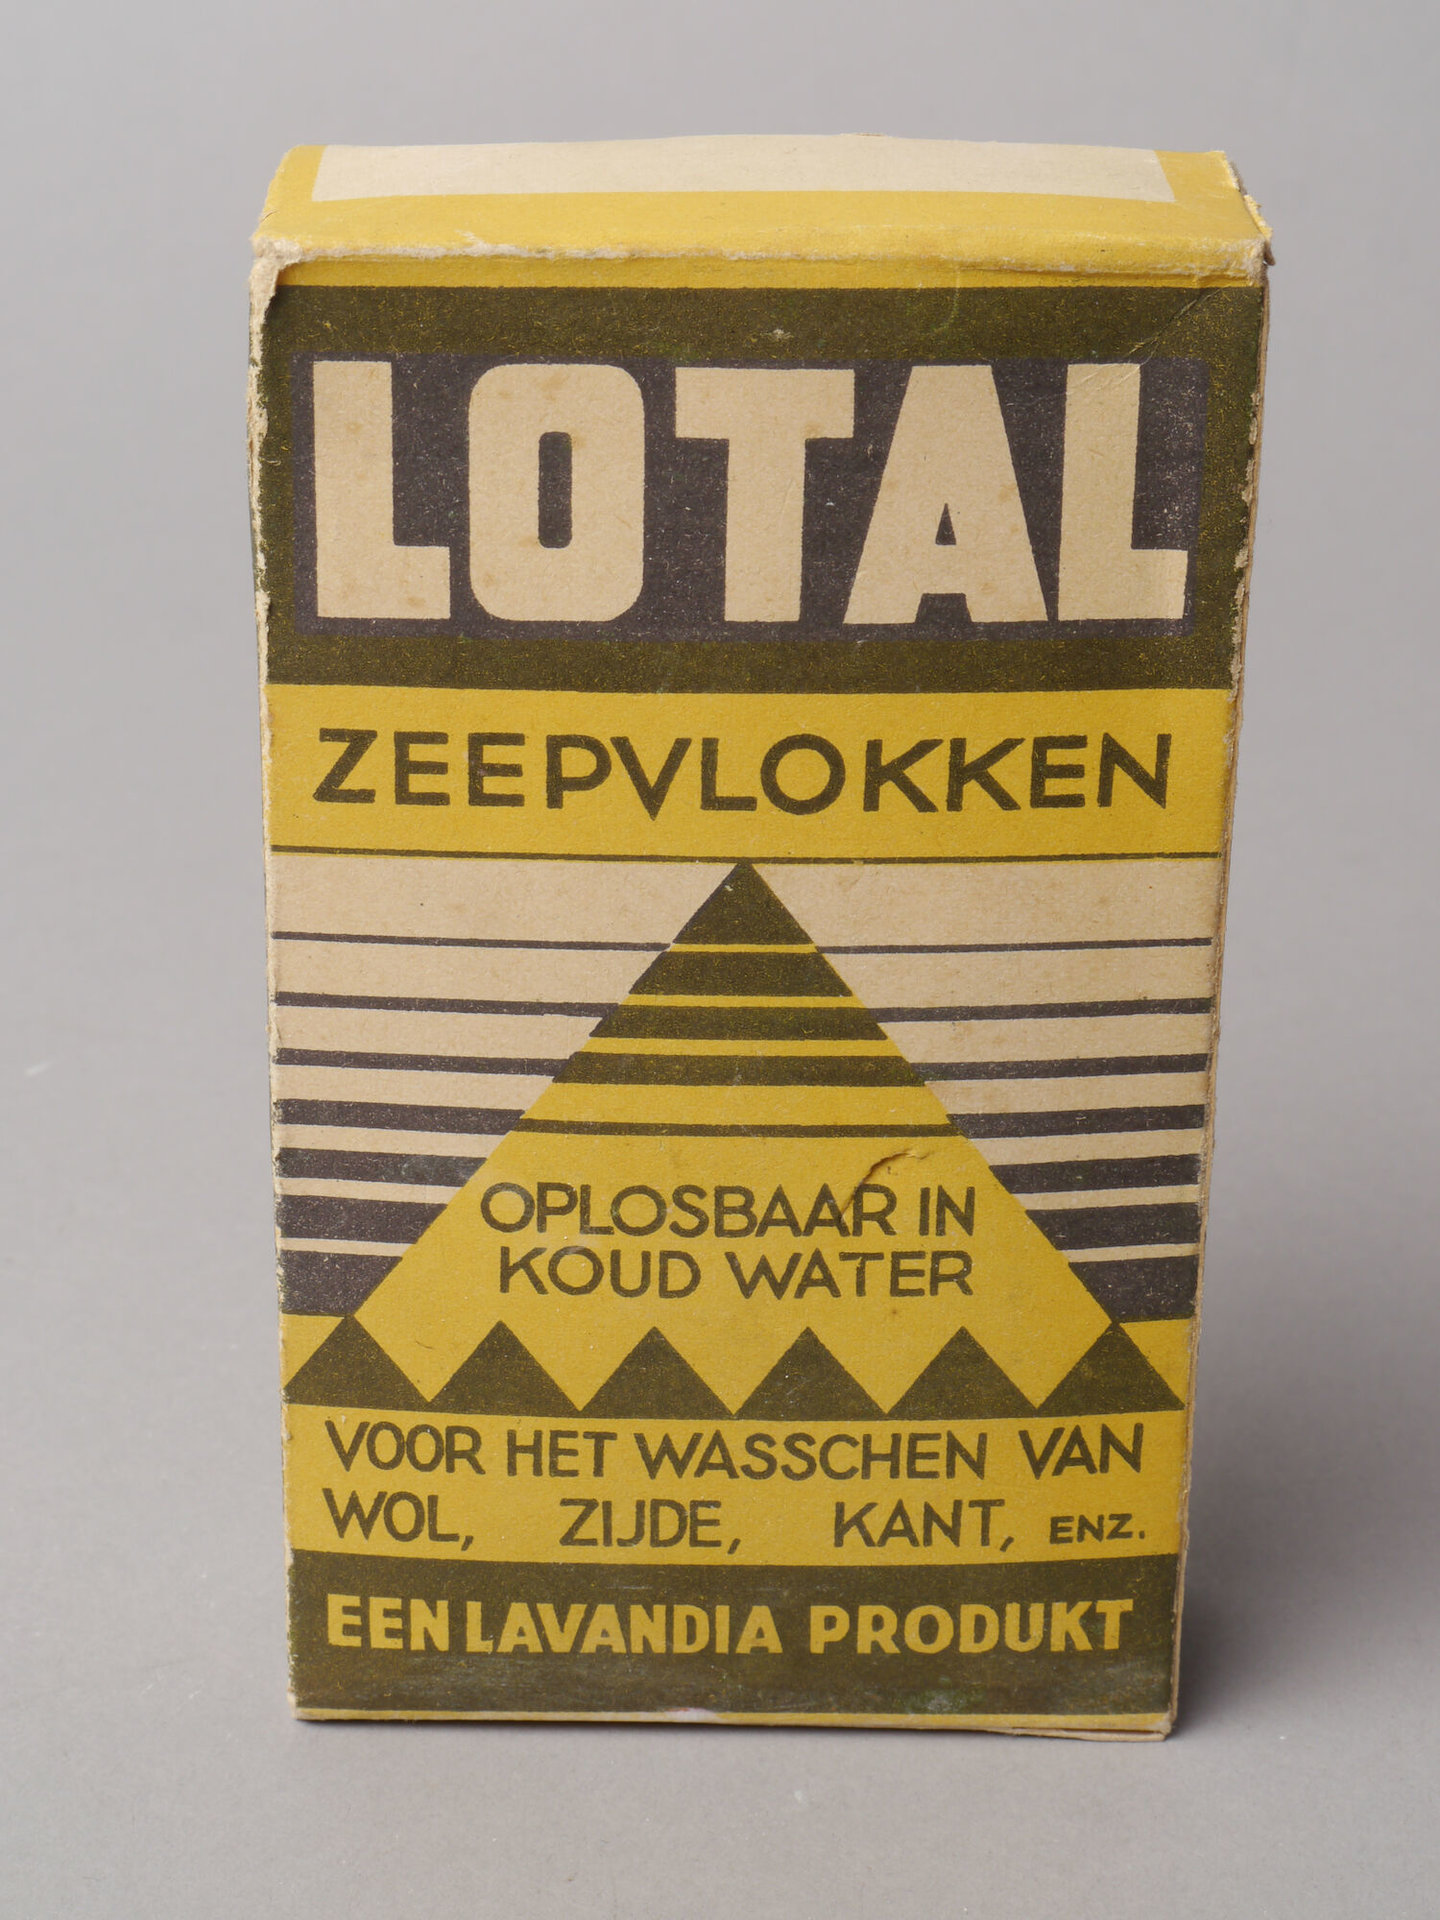 LOTAL
ZEEPVLOKKEN
OPLOSBAAR IN
KOUD WATER
VOOR HET WASSCHEN VAN
WOL, ZIJDE, KANT, ENZ.
EEN LAVANDIA PRODUKT